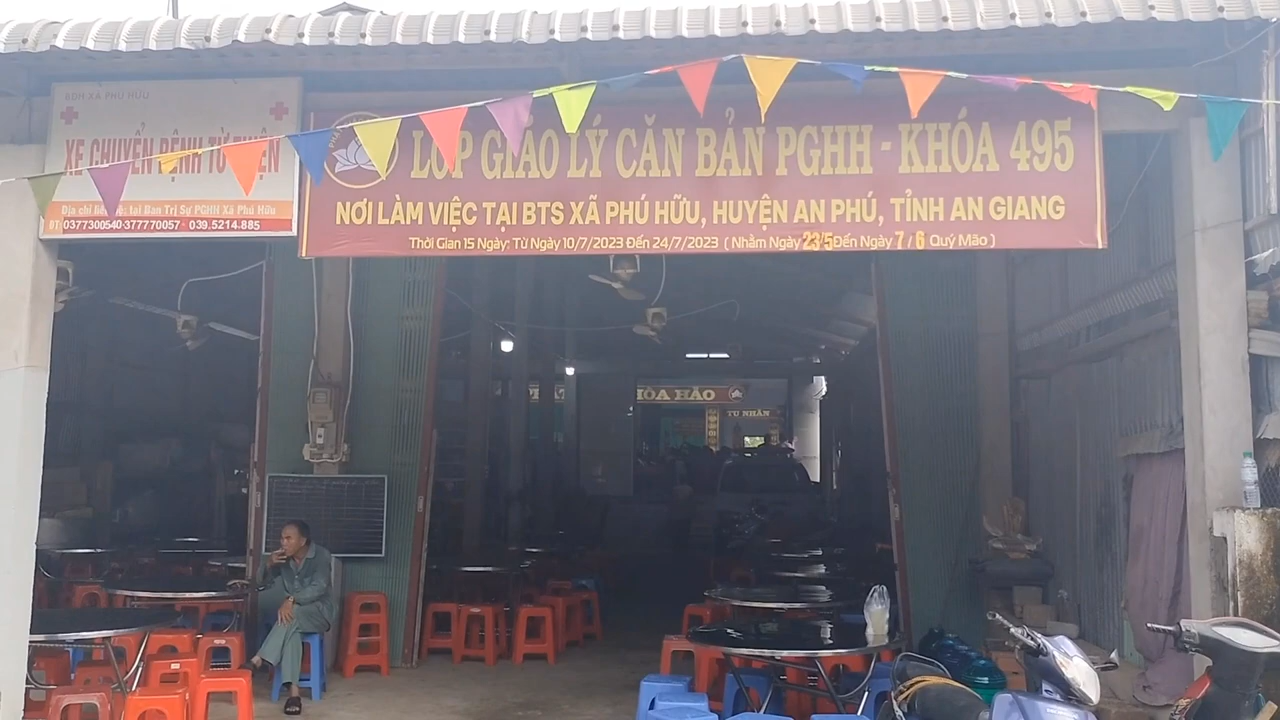 BĐH XÃ PHÚ HỮU
XE CHUYỂN BỆNH TỪ THIỆN
Địa chỉ liên hệ: tại Ban Trị Sự PGHH Xã Phú Hữu
ĐT: 0377300540-377770057 - 039.5214.885
LỚP GIÁO LÝ CĂN BẢN PGHH - KHÓA 495
NƠI LÀM VIỆC TẠI BTS XÃ PHÚ HỮU, HUYỆN AN PHÚ, TỈNH AN GIANG
Thời Gian 15 Ngày: Từ Ngày 10/7/2023 Đến 24/7/2023 ( Nhằm Ngày 23/5 Đến Ngày 7 / 6 Quý Mão )
HÒA HẢO
TU NHÂN